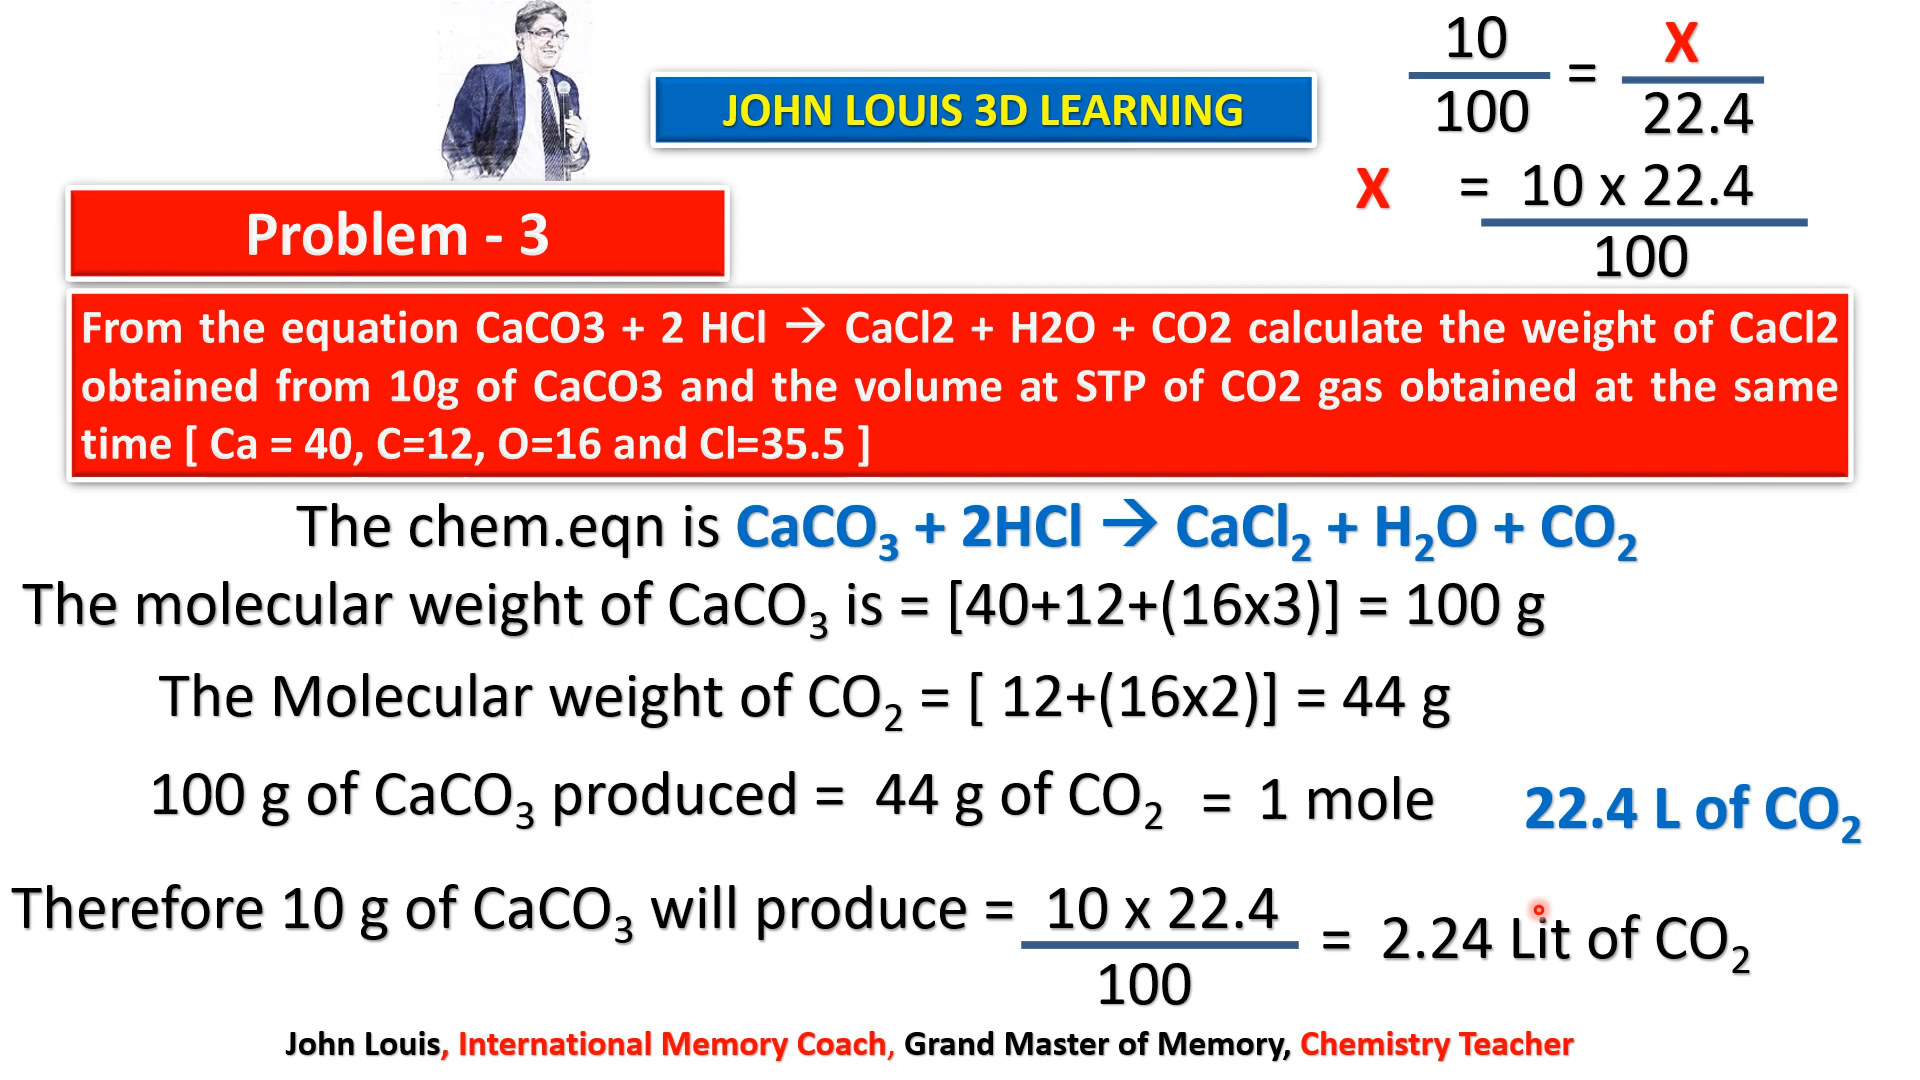 JOHN LOUIS 3D LEARNING
10/100 = X/22.4
X = 10 x 22.4
100
Problem - 3
From the equation CaCO3 + 2 HCl → CaCl2 + H2O + CO2 calculate the weight of CaCl2
obtained from 10g of CaCO3 and the volume at STP of CO2 gas obtained at the same
time [ Ca = 40, C=12, O=16 and Cl=35.5 ]
The chem.eqn is CaCO₃ + 2HCl → CaCl₂ + H₂O + CO₂
The molecular weight of CaCO₃ is = [40+12+(16x3)] = 100 g
The Molecular weight of CO₂ = [ 12+(16x2)] = 44 g
100 g of CaCO₃ produced = 44 g of CO₂ = 1 mole 22.4 L of CO₂
Therefore 10 g of CaCO₃ will produce = 10 x 22.4 / 100 = 2.24 Lit of CO₂
John Louis, International Memory Coach, Grand Master of Memory, Chemistry Teacher